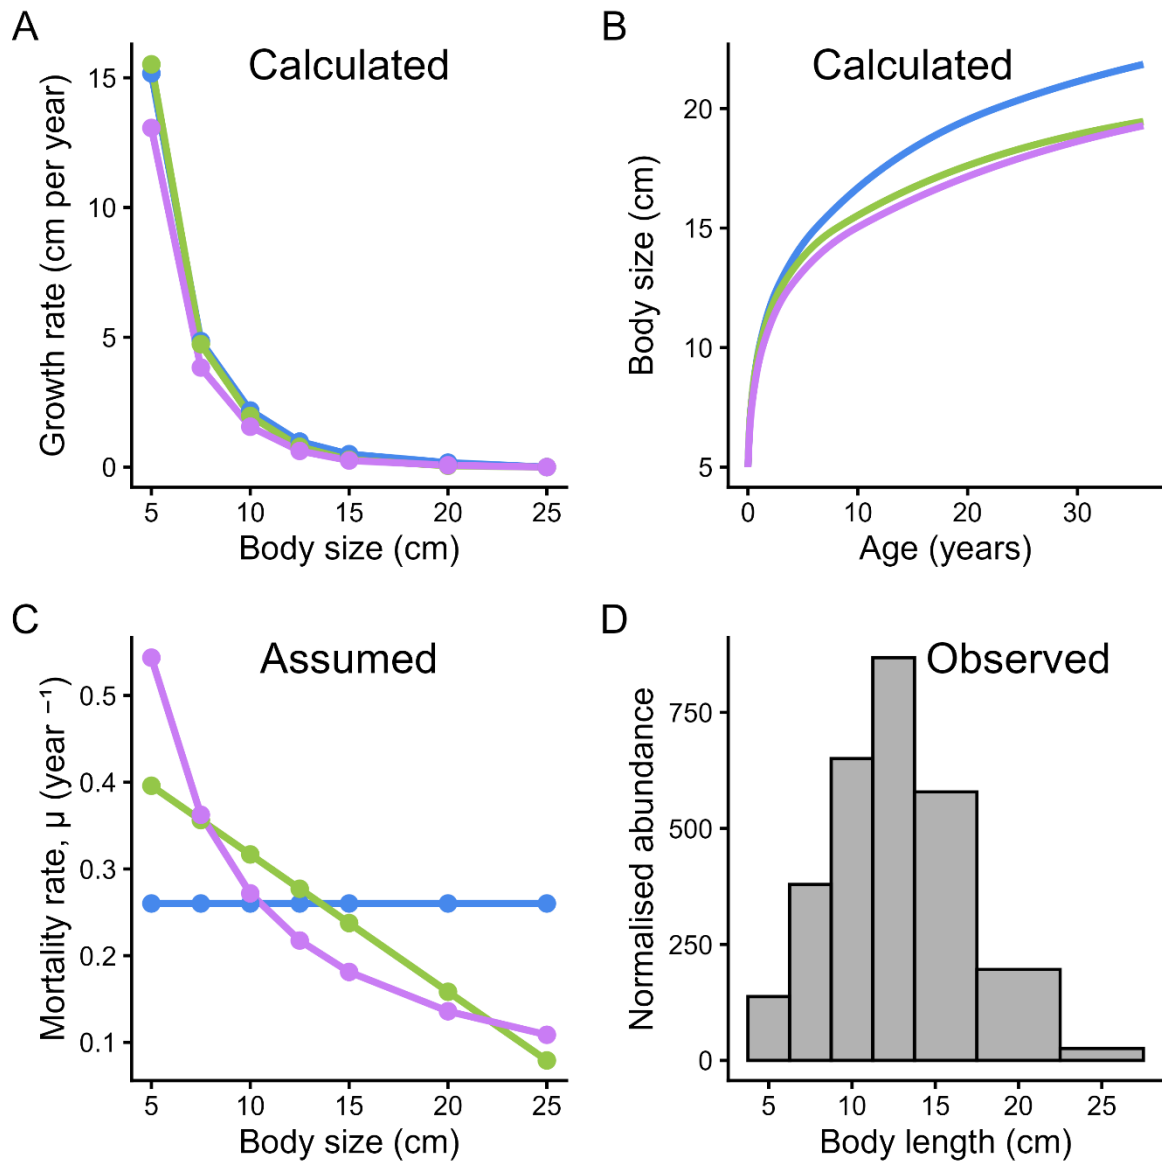 A
Calculated
Growth rate (cm per year)
15
10
5
0
5 10 15 20 25
Body size (cm)
B
Calculated
Body size (cm)
20
15
10
5
0 10 20 30
Age (years)
C
Assumed
Mortality rate, μ (year ⁻¹)
0.5
0.4
0.3
0.2
0.1
5 10 15 20 25
Body size (cm)
D
Observed
Normalised abundance
750
500
250
0
5 10 15 20 25
Body length (cm)